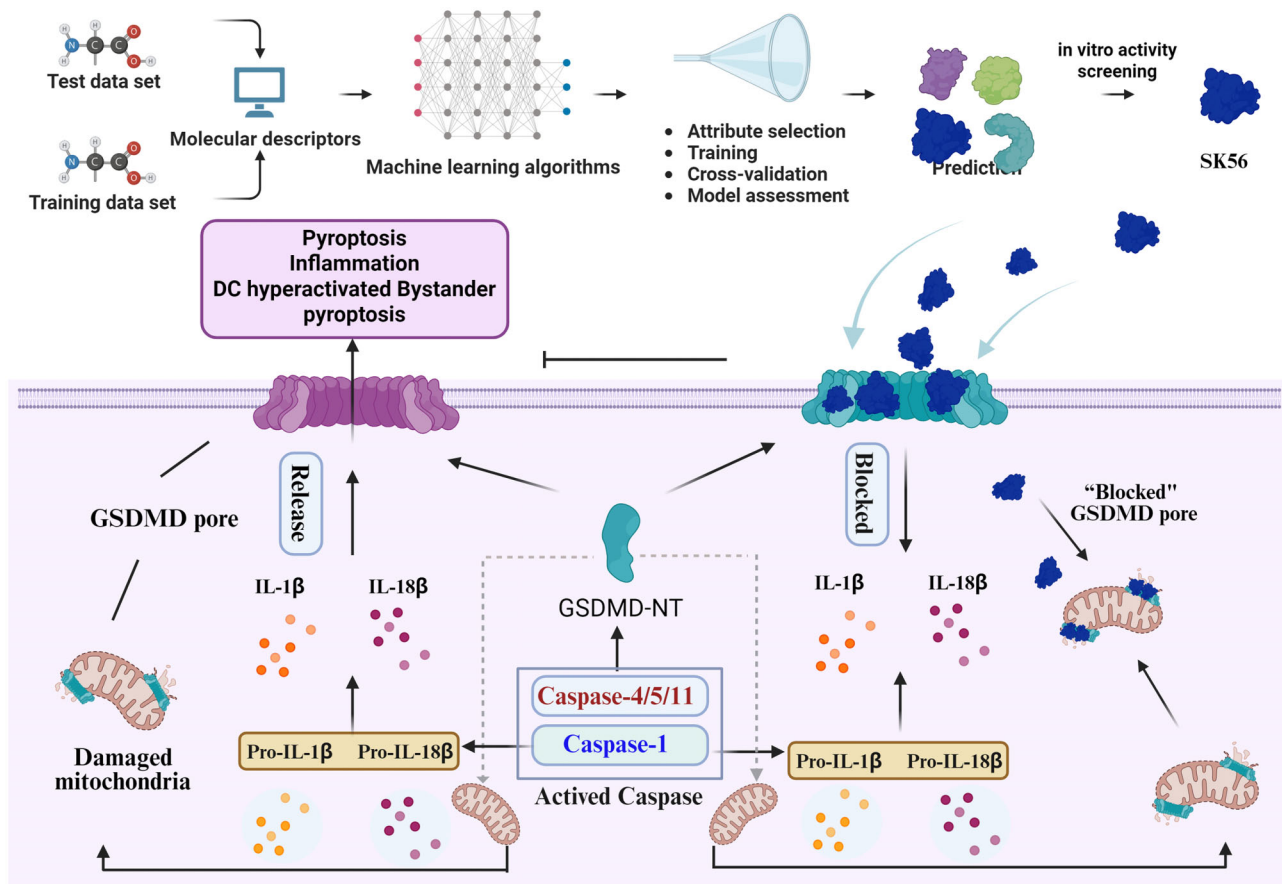 H
H
N
H
C
C
O
O
H
Test data set
H
H
N
H
C
C
O
O
H
Training data set
Molecular descriptors
Machine learning algorithms
• Attribute selection
• Training
• Cross-validation
• Model assessment
Prediction
in vitro activity
screening
SK56
Pyroptosis
Inflammation
DC hyperactivated Bystander
pyroptosis
GSDMD pore
Release
IL-1β
IL-18β
Pro-IL-1β
Pro-IL-18β
Damaged
mitochondria
GSDMD-NT
Caspase-4/5/11
Caspase-1
Actived Caspase
Blocked
IL-1β
IL-18β
Pro-IL-1β
Pro-IL-18β
“Blocked"
GSDMD pore